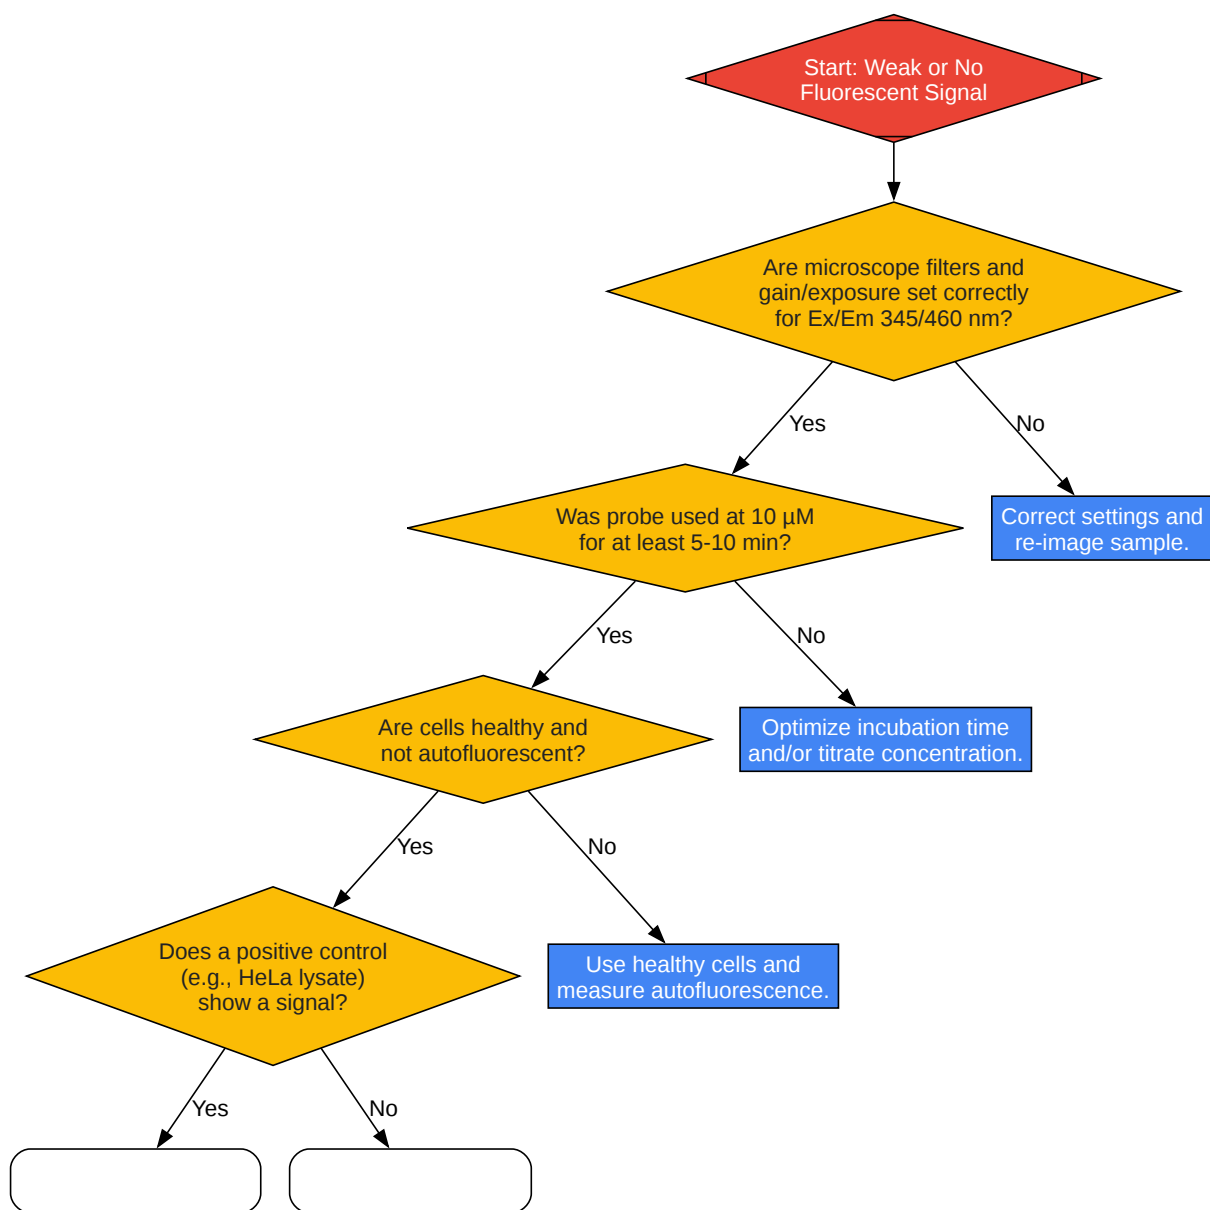 Start: Weak or No
Fluorescent Signal
Are microscope filters and
gain/exposure set correctly
for Ex/Em 345/460 nm?
Yes
No
Was probe used at 10 µM
for at least 5-10 min?
Correct settings and
re-image sample.
Yes
No
Are cells healthy and
not autofluorescent?
Optimize incubation time
and/or titrate concentration.
Yes
No
Does a positive control
(e.g., HeLa lysate)
show a signal?
Use healthy cells and
measure autofluorescence.
Yes
No